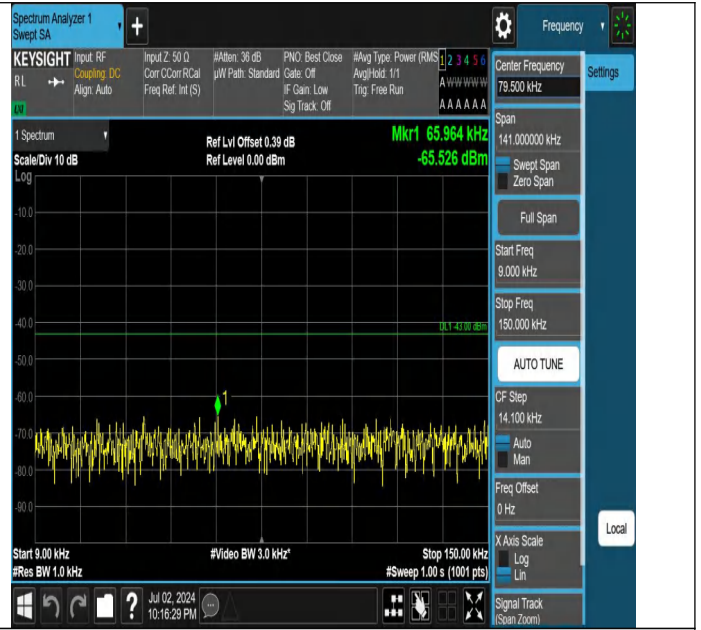 Spectrum Analyzer 1
Swept SA
+
Frequency
KEYSIGHT
Input: RF
Coupling: DC
Align: Auto
Input Z: 50 Ω
Corr CCorr RCal
Freq Ref: Int (S)
#Atten: 36 dB
µW Path: Standard
PNO: Best Close
Gate: Off
IF Gain: Low
Sig Track: Off
#Avg Type: Power (RMS
Avg|Hold: 1/1
Trig: Free Run
1 2 3 4 5 6
A W W W W W
A A A A A A
RL
LXI
1 Spectrum
Scale/Div 10 dB
Log
Ref Lvl Offset 0.39 dB
Ref Level 0.00 dBm
Mkr1 65.964 kHz
-65.526 dBm
-10.0
-20.0
-30.0
-40.0
-50.0
-60.0
-70.0
-80.0
-90.0
DL1 -43.00 dBm
1
Start 9.00 kHz
#Res BW 1.0 kHz
#Video BW 3.0 kHz*
Stop 150.00 kHz
#Sweep 1.00 s (1001 pts)
Jul 02, 2024
10:16:29 PM
?
Center Frequency
79.500 kHz
Span
141.000000 kHz
Swept Span
Zero Span
Full Span
Start Freq
9.000 kHz
Stop Freq
150.000 kHz
AUTO TUNE
CF Step
14.100 kHz
Auto
Man
Freq Offset
0 Hz
X Axis Scale
Log
Lin
Signal Track
(Span Zoom)
Settings
Local